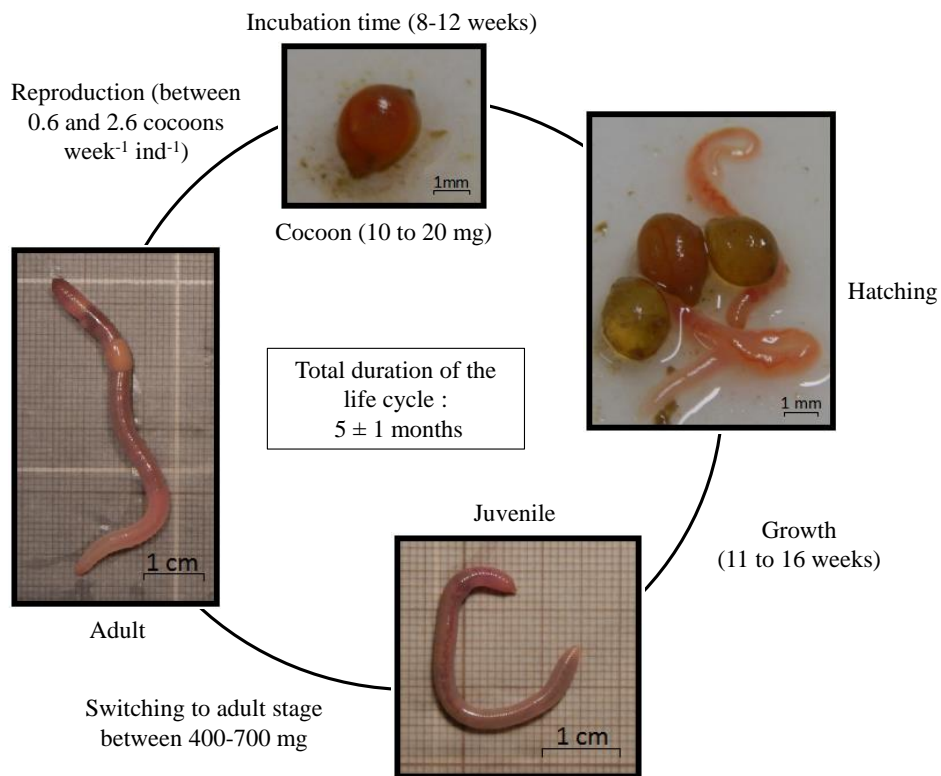 Incubation time (8-12 weeks)
Reproduction (between
0.6 and 2.6 cocoons
week⁻¹ ind⁻¹)
1mm
Cocoon (10 to 20 mg)
Hatching
1 mm
Total duration of the
life cycle :
5 ± 1 months
1 cm
Adult
Juvenile
Growth
(11 to 16 weeks)
1 cm
Switching to adult stage
between 400-700 mg